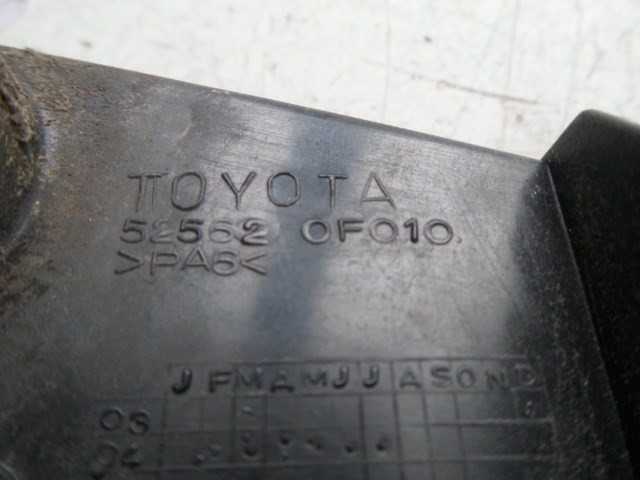 TOYOTA
52562 0F010.
>PA6<
J F M A M J J A S O N D
03
04